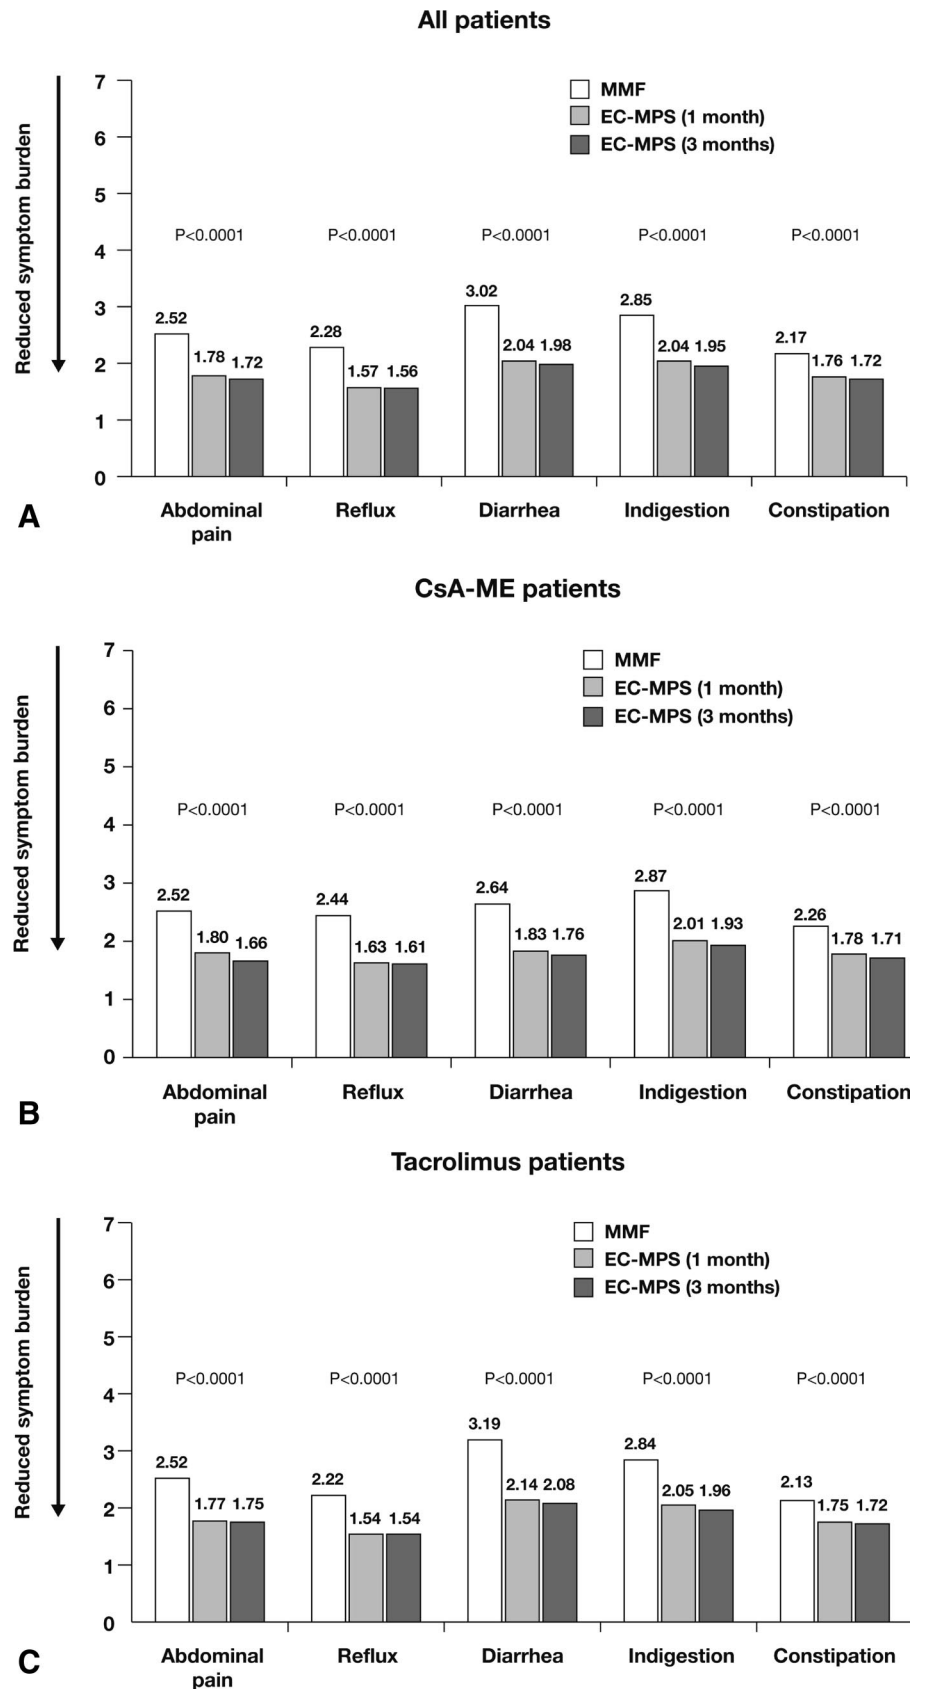 All patients
Reduced symptom burden
7
6
5
4
3
2
1
0
MMF
EC-MPS (1 month)
EC-MPS (3 months)
P<0.0001 P<0.0001 P<0.0001 P<0.0001 P<0.0001
2.52 1.78 1.72
2.28 1.57 1.56
3.02 2.04 1.98
2.85 2.04 1.95
2.17 1.76 1.72
Abdominal pain Reflux Diarrhea Indigestion Constipation
A
CsA-ME patients
Reduced symptom burden
7
6
5
4
3
2
1
0
MMF
EC-MPS (1 month)
EC-MPS (3 months)
P<0.0001 P<0.0001 P<0.0001 P<0.0001 P<0.0001
2.52 1.80 1.66
2.44 1.63 1.61
2.64 1.83 1.76
2.87 2.01 1.93
2.26 1.78 1.71
Abdominal pain Reflux Diarrhea Indigestion Constipation
B
Tacrolimus patients
Reduced symptom burden
7
6
5
4
3
2
1
0
MMF
EC-MPS (1 month)
EC-MPS (3 months)
P<0.0001 P<0.0001 P<0.0001 P<0.0001 P<0.0001
2.52 1.77 1.75
2.22 1.54 1.54
3.19 2.14 2.08
2.84 2.05 1.96
2.13 1.75 1.72
Abdominal pain Reflux Diarrhea Indigestion Constipation
C